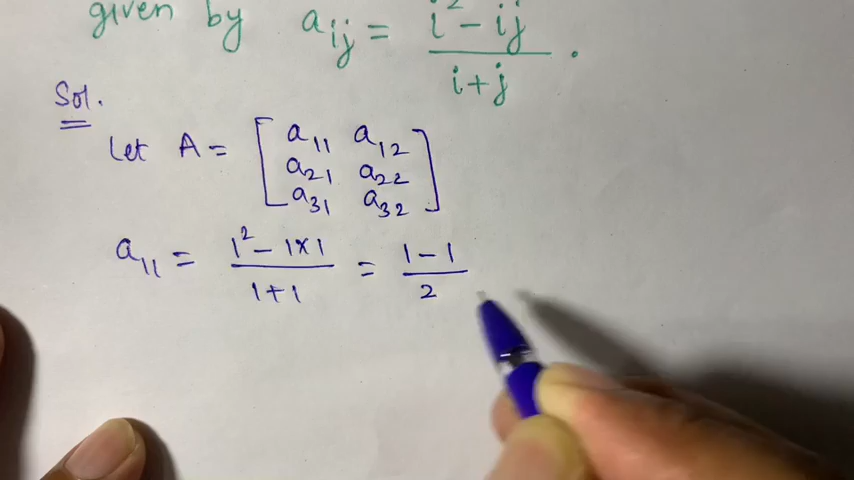 given by a_ij = (i² - ij)/(i+j) .
Sol.
Let A = [ a₁₁ a₁₂
a₂₁ a₂₂
a₃₁ a₃₂ ]
a₁₁ = (1² - 1×1)/(1+1) = (1-1)/2